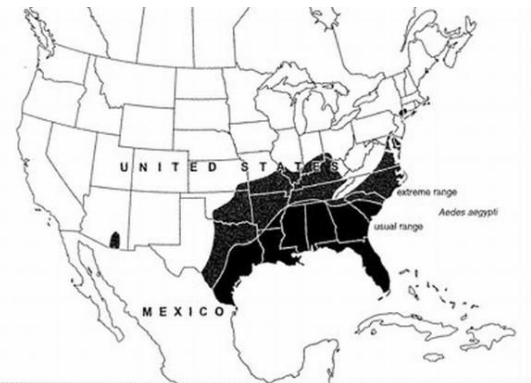 UNITED STATES
extreme range
Aedes aegypti
usual range
MEXICO